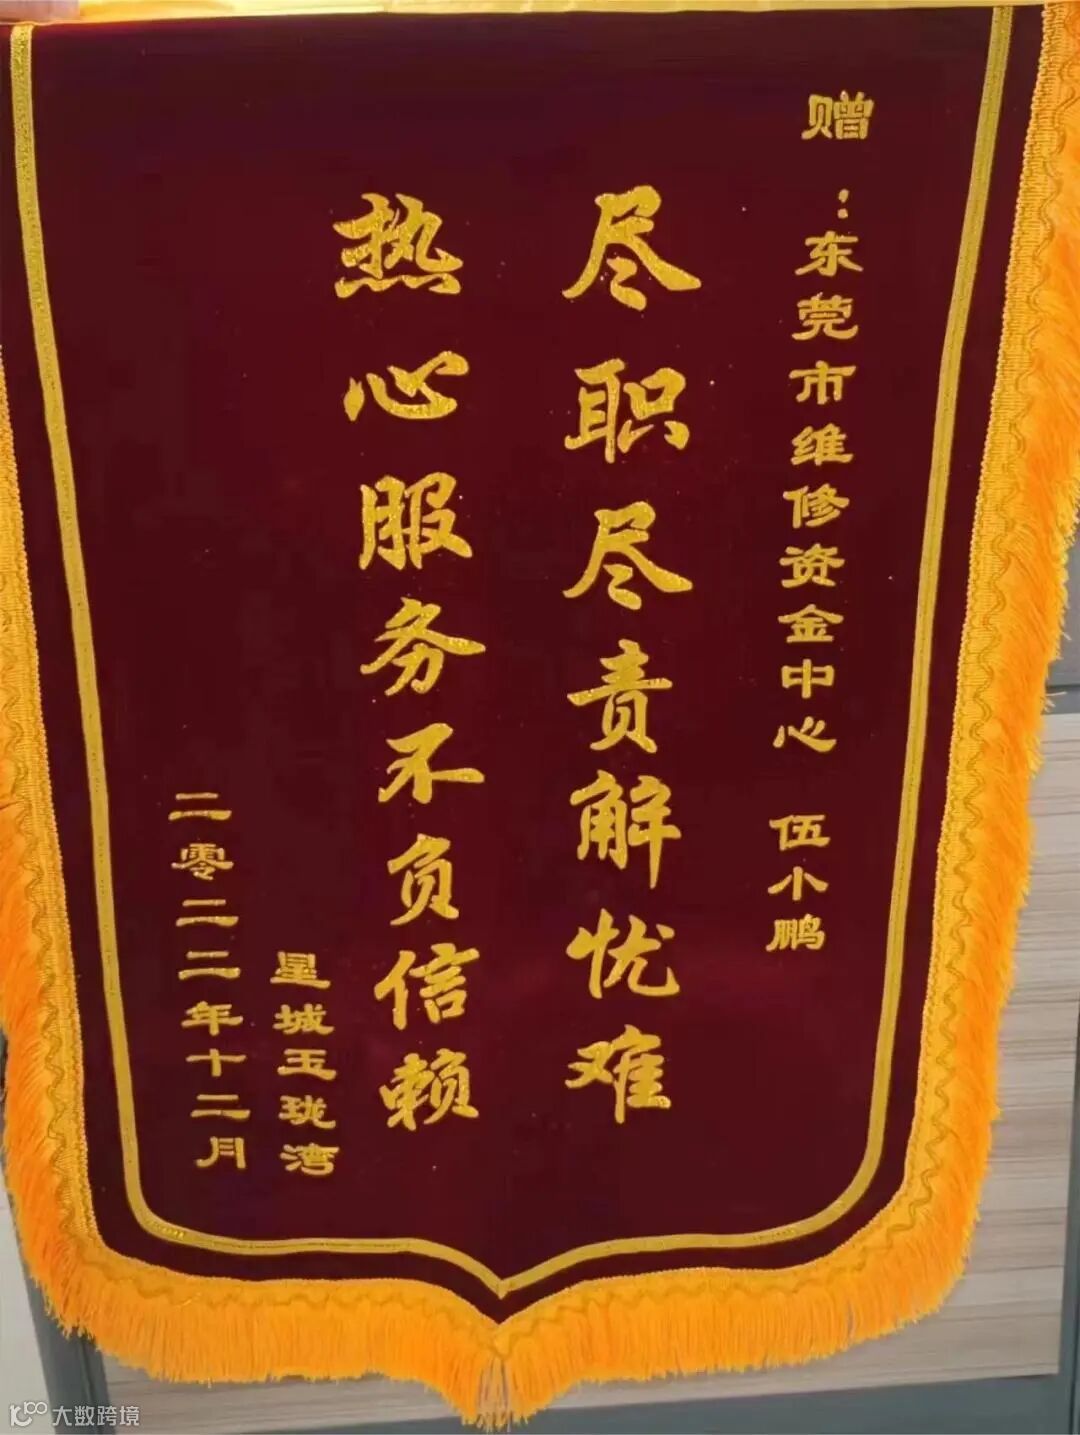 赠：东莞市维修资金中心 伍小鹏
尽职尽责解忧难
热心服务不负信赖
星城玉珑湾
二零二二年十二月
大数跨境